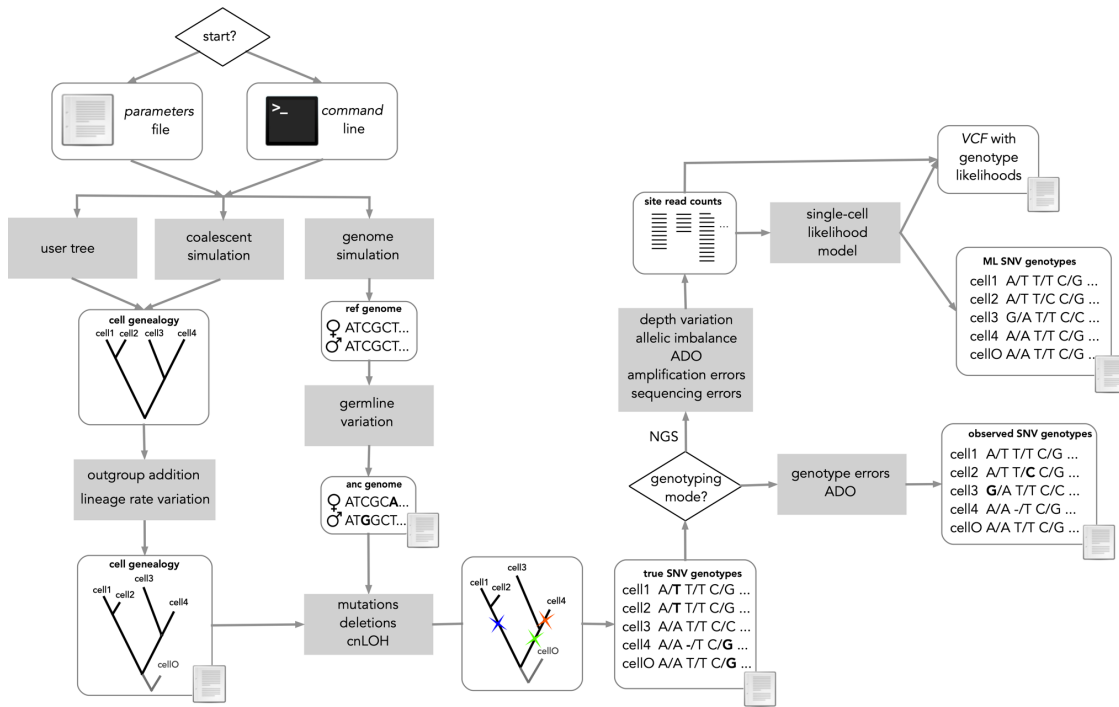 start?
parameters
file
>_
command
line
user tree
coalescent
simulation
genome
simulation
cell genealogy
cell1 cell2 cell3 cell4
ref genome
♀ ATCGCT...
♂ ATCGCT...
outgroup addition
lineage rate variation
germline
variation
anc genome
♀ ATCGCA...
♂ ATGGCT...
cell genealogy
cell3
cell1
cell2
cell4
cellO
mutations
deletions
cnLOH
cell3
cell1
cell2
cell4
cellO
true SNV genotypes
cell1 A/T T/T C/G ...
cell2 A/T T/T C/G ...
cell3 A/A T/T C/C ...
cell4 A/A -/T C/G ...
cellO A/A T/T C/G ...
genotyping
mode?
NGS
depth variation
allelic imbalance
ADO
amplification errors
sequencing errors
site read counts
...
single-cell
likelihood
model
VCF with
genotype
likelihoods
ML SNV genotypes
cell1 A/T T/T C/G ...
cell2 A/T T/C C/G ...
cell3 G/A T/T C/C ...
cell4 A/A T/T C/G ...
cellO A/A T/T C/G ...
genotype errors
ADO
observed SNV genotypes
cell1 A/T T/T C/G ...
cell2 A/T T/C C/G ...
cell3 G/A T/T C/C ...
cell4 A/A -/T C/G ...
cellO A/A T/T C/G ...